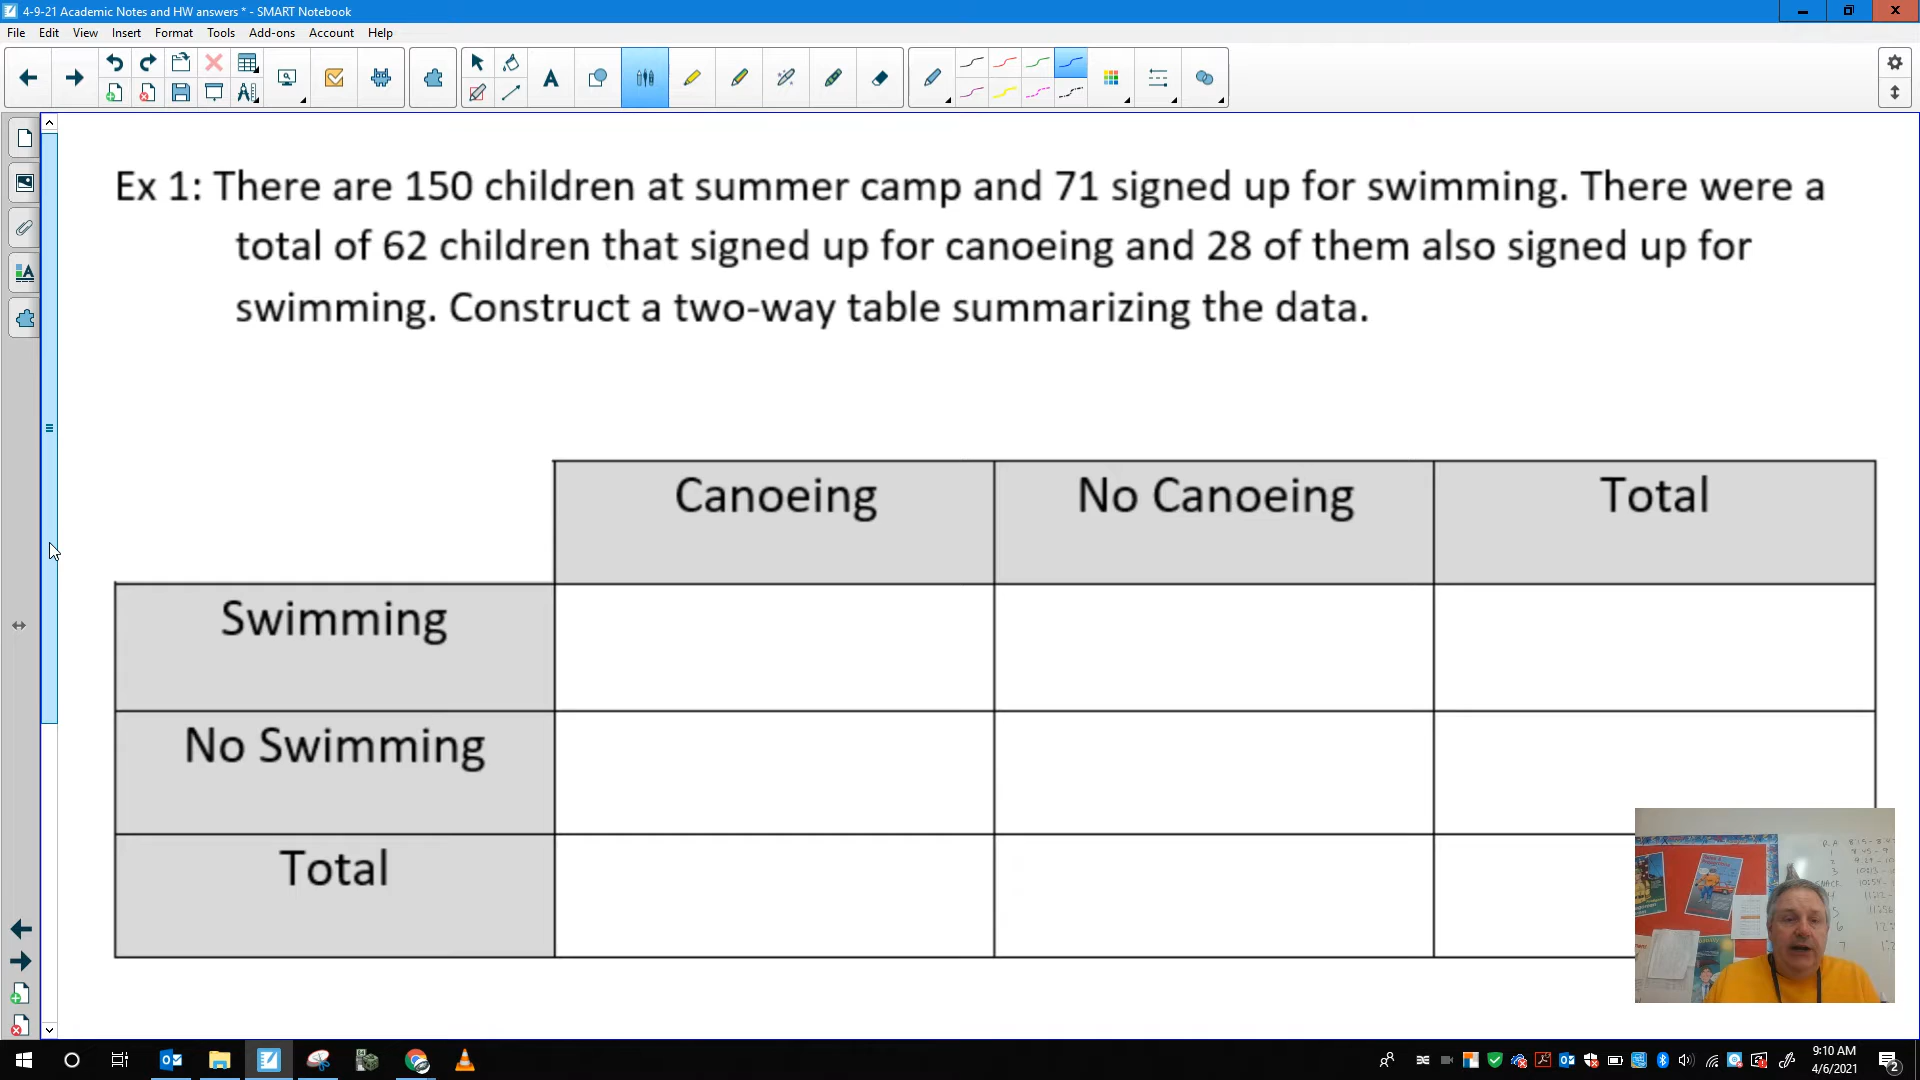 4-9-21 Academic Notes and HW answers * - SMART Notebook
File Edit View Insert Format Tools Add-ons Account Help
Ex 1: There are 150 children at summer camp and 71 signed up for swimming. There were a
total of 62 children that signed up for canoeing and 28 of them also signed up for
swimming. Construct a two-way table summarizing the data.
Canoeing No Canoeing Total
Swimming
No Swimming
Total
9:10 AM
4/6/2021
2